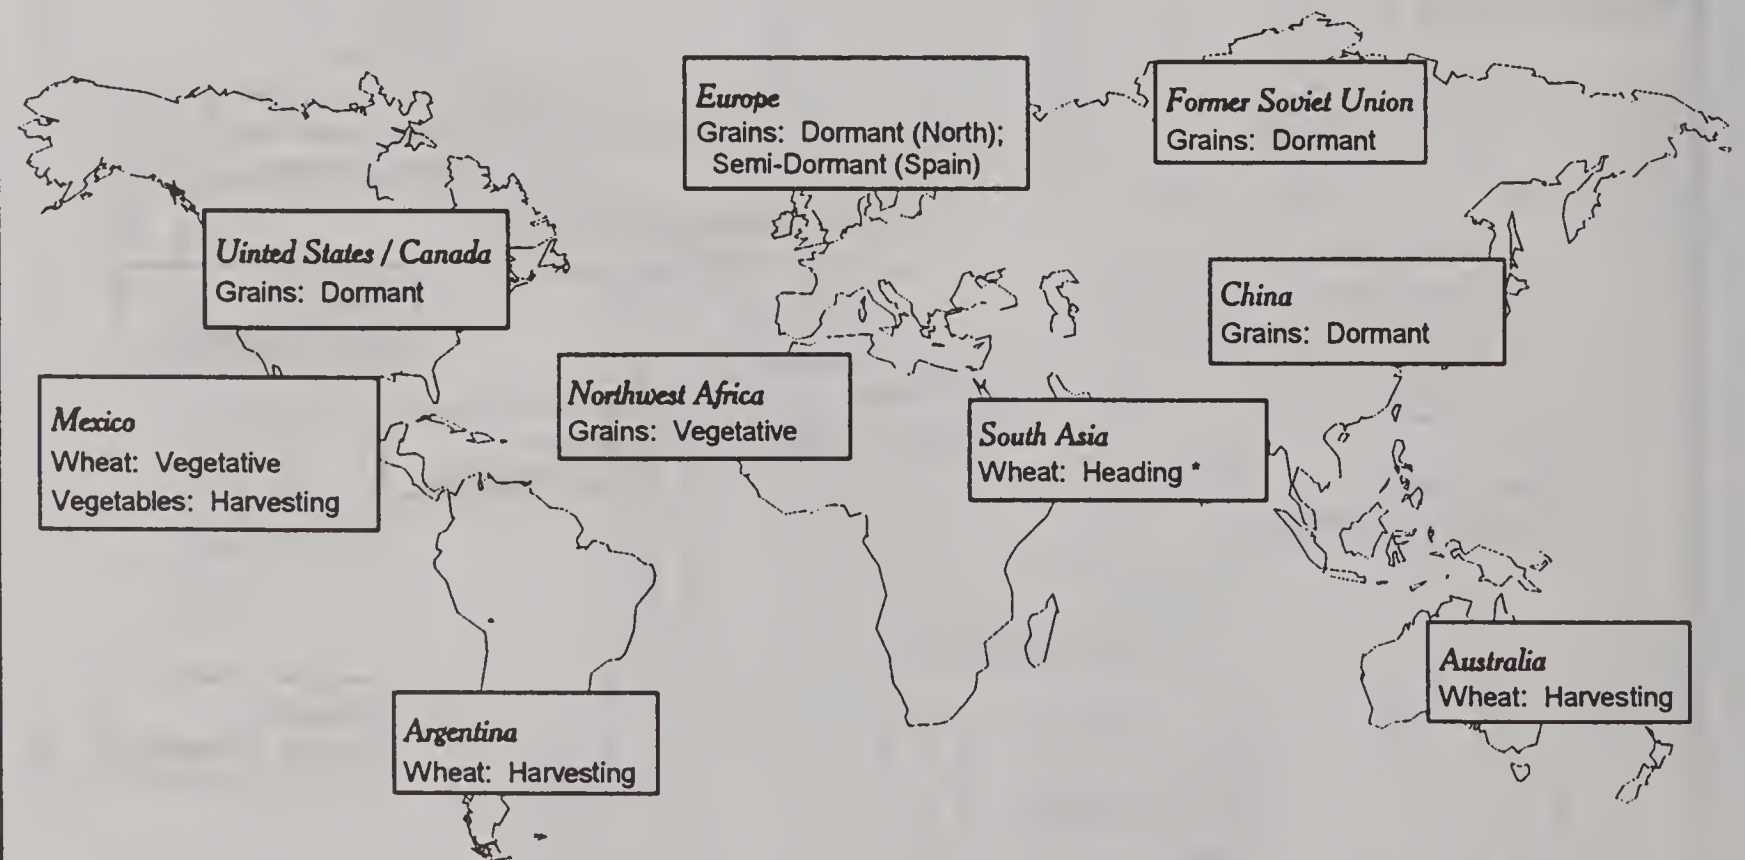 Europe
Grains: Dormant (North);
Semi-Dormant (Spain)
Former Soviet Union
Grains: Dormant
Uinted States / Canada
Grains: Dormant
China
Grains: Dormant
Northwest Africa
Grains: Vegetative
Mexico
Wheat: Vegetative
Vegetables: Harvesting
South Asia
Wheat: Heading *
Australia
Wheat: Harvesting
Argentina
Wheat: Harvesting